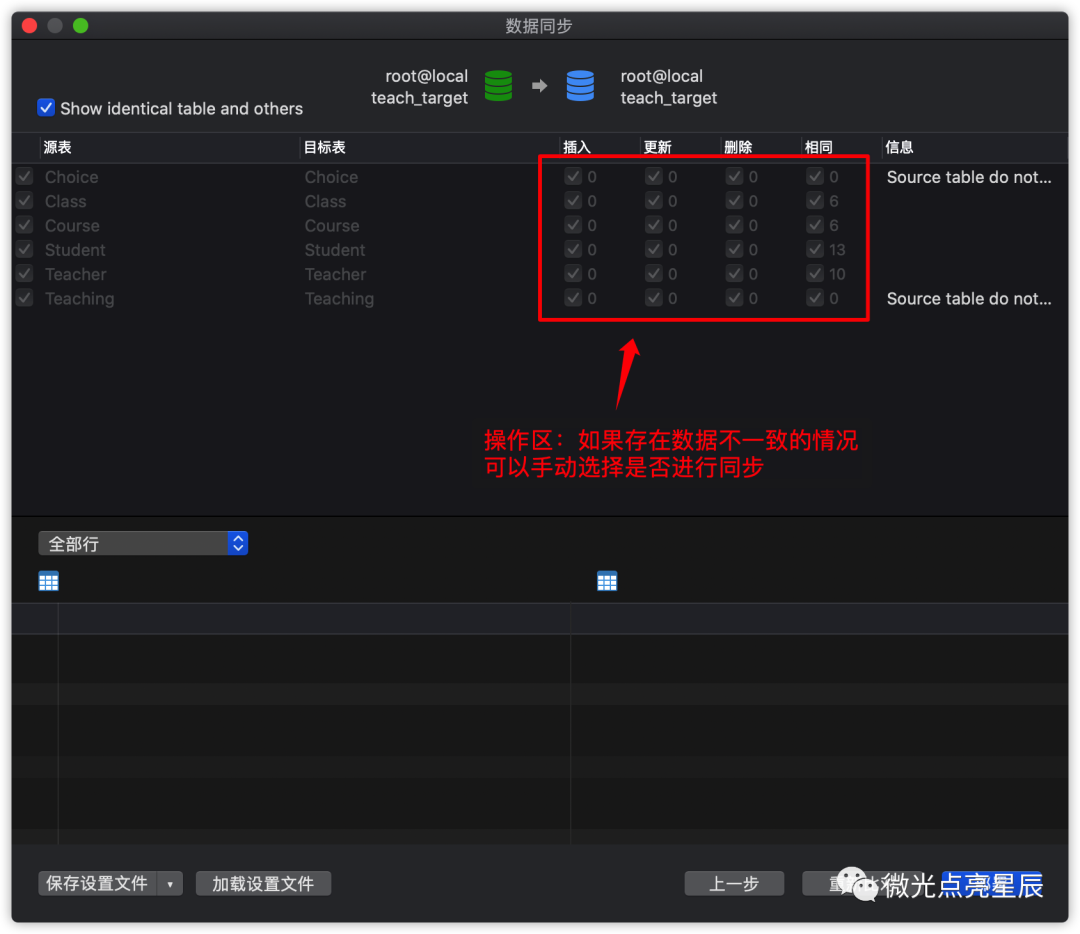 数据同步
root@local
teach_target
root@local
teach_target
Show identical table and others
源表 目标表 插入 更新 删除 相同 信息
Choice Choice 0 0 0 0 Source table do not...
Class Class 0 0 0 6
Course Course 0 0 0 6
Student Student 0 0 0 13
Teacher Teacher 0 0 0 10
Teaching Teaching 0 0 0 0 Source table do not...
操作区：如果存在数据不一致的情况
可以手动选择是否进行同步
全部行
保存设置文件 加载设置文件 上一步
微光点亮星辰